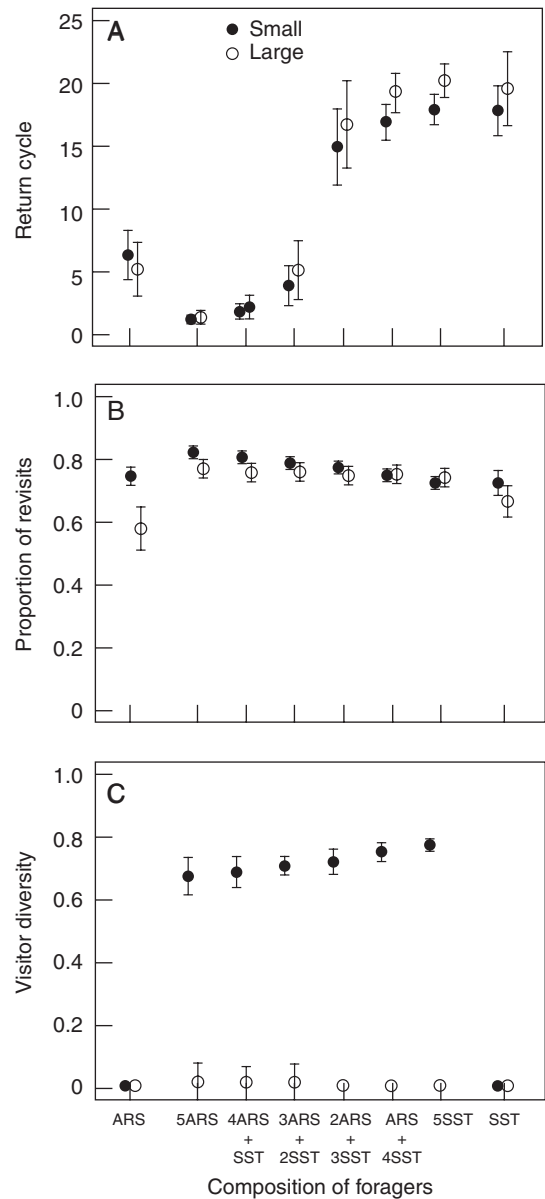 A
Small
Large
25
20
15
10
5
0
Return cycle
B
1.0
0.8
0.6
0.4
0.2
0
Proportion of revisits
C
1.0
0.8
0.6
0.4
0.2
0
Visitor diversity
ARS 5ARS 4ARS 3ARS 2ARS ARS 5SST SST
+ + + +
SST 2SST 3SST 4SST
Composition of foragers